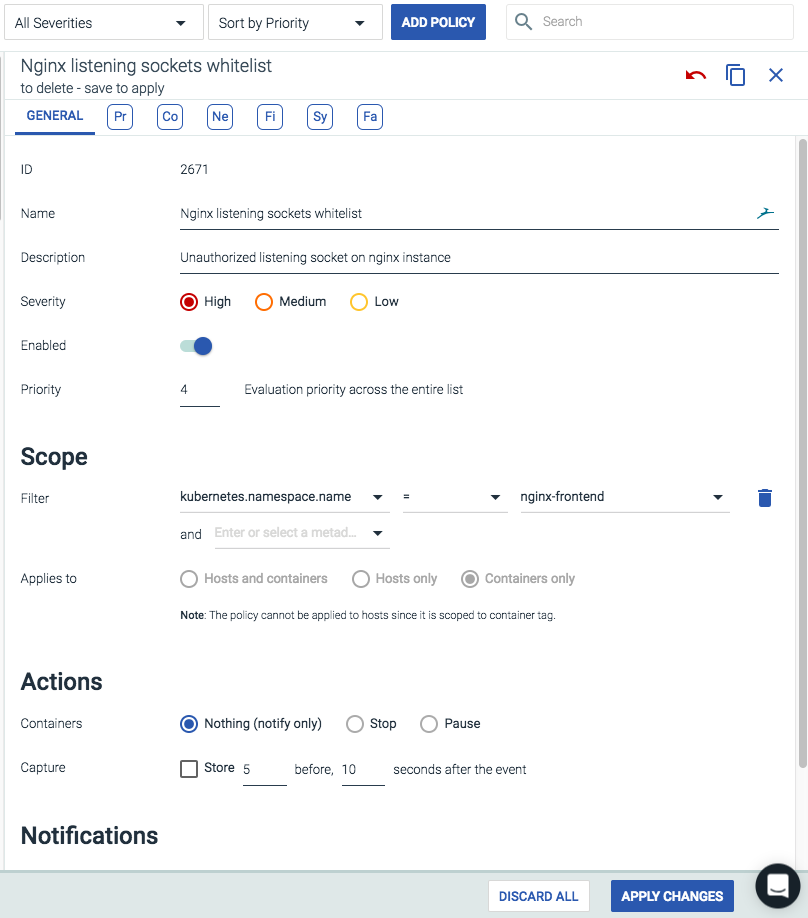 All Severities Sort by Priority ADD POLICY Search
Nginx listening sockets whitelist
to delete - save to apply
GENERAL Pr Co Ne Fi Sy Fa
ID 2671
Name Nginx listening sockets whitelist
Description Unauthorized listening socket on nginx instance
Severity High Medium Low
Enabled
Priority 4 Evaluation priority across the entire list
Scope
Filter kubernetes.namespace.name = nginx-frontend
and Enter or select a metad...
Applies to Hosts and containers Hosts only Containers only
Note: The policy cannot be applied to hosts since it is scoped to container tag.
Actions
Containers Nothing (notify only) Stop Pause
Capture Store 5 before, 10 seconds after the event
Notifications
DISCARD ALL APPLY CHANGES